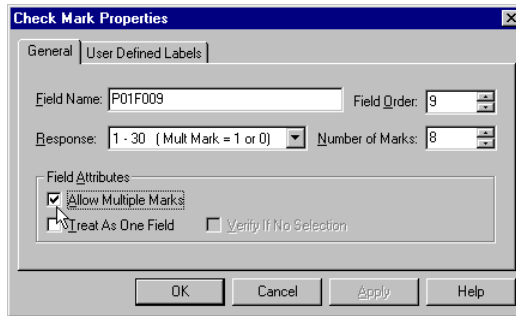 Check Mark Properties
General User Defined Labels
Field Name: P01F009 Field Order: 9
Response: 1 - 30 ( Mult Mark = 1 or 0) Number of Marks: 8
Field Attributes
Allow Multiple Marks
Treat As One Field Verify If No Selection
OK Cancel Apply Help